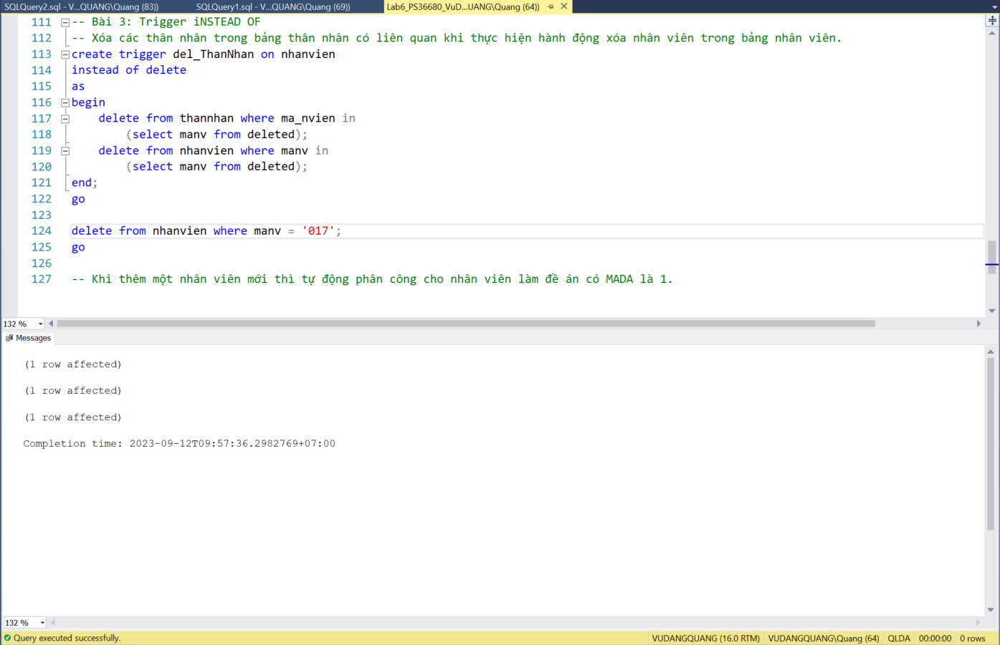 SQLQuery2.sql - V...QUANG\Quang (83)) SQLQuery1.sql - V...QUANG\Quang (69)) Lab6_PS36680_VuD...UANG\Quang (64))
111 -- Bài 3: Trigger iNSTEAD OF
112 -- Xóa các thân nhân trong bảng thân nhân có liên quan khi thực hiện hành động xóa nhân viên trong bảng nhân viên.
113 create trigger del_ThanNhan on nhanvien
114 instead of delete
115 as
116 begin
117 delete from thannhan where ma_nvien in
118 (select manv from deleted);
119 delete from nhanvien where manv in
120 (select manv from deleted);
121 end;
122 go
123
124 delete from nhanvien where manv = '017';
125 go
126
127 -- Khi thêm một nhân viên mới thì tự động phân công cho nhân viên làm đề án có MADA là 1.
132 %
Messages
(1 row affected)
(1 row affected)
(1 row affected)
Completion time: 2023-09-12T09:57:36.2982769+07:00
132 %
Query executed successfully. VUDANGQUANG (16.0 RTM) VUDANGQUANG\Quang (64) QLDA 00:00:00 0 rows